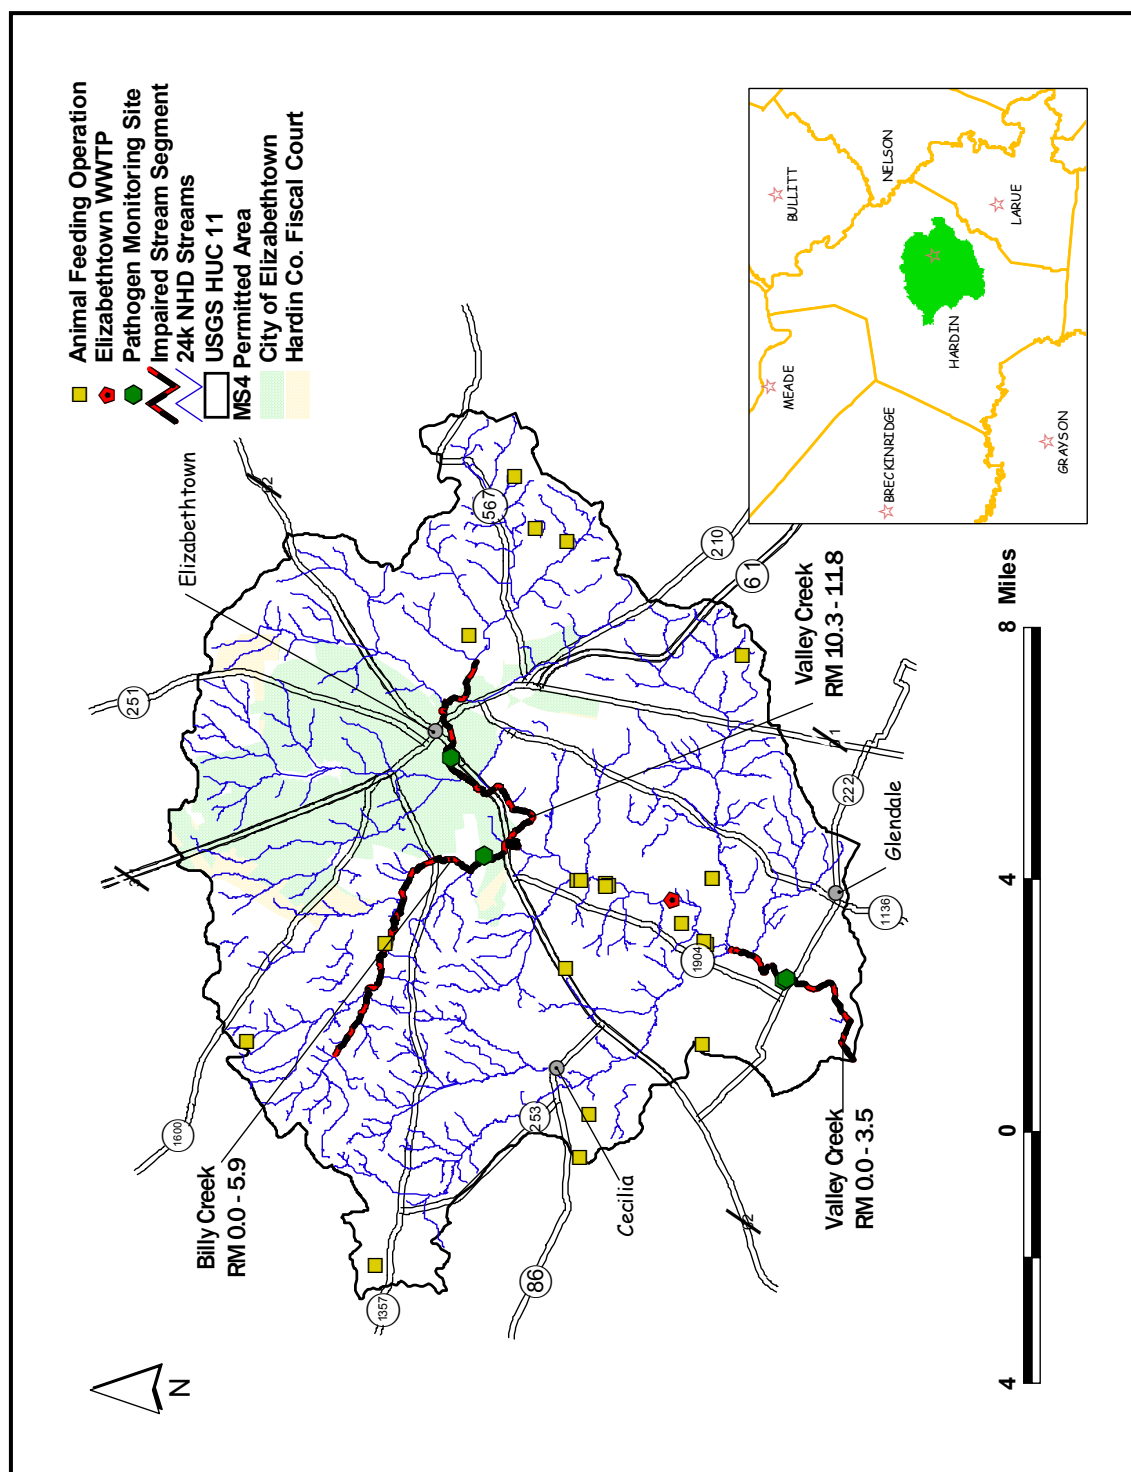 Animal Feeding Operation
Elizabethtown WWTP
Pathogen Monitoring Site
Impaired Stream Segment
24k NHD Streams
USGS HUC 11
MS4 Permitted Area
City of Elizabethtown
Hardin Co. Fiscal Court
N
Billy Creek
RM 0.0 - 5.9
Elizabethtown
Cecilia
Glendale
Valley Creek
RM 10.3 - 11.8
Valley Creek
RM 0.0 - 3.5
1357
1600
251
62
567
210
61
253
86
62
1904
222
1136
4
0
4
8
Miles
MEADE
BULLITT
NELSON
BRECKINRIDGE
HARDIN
LARUE
GRAYSON